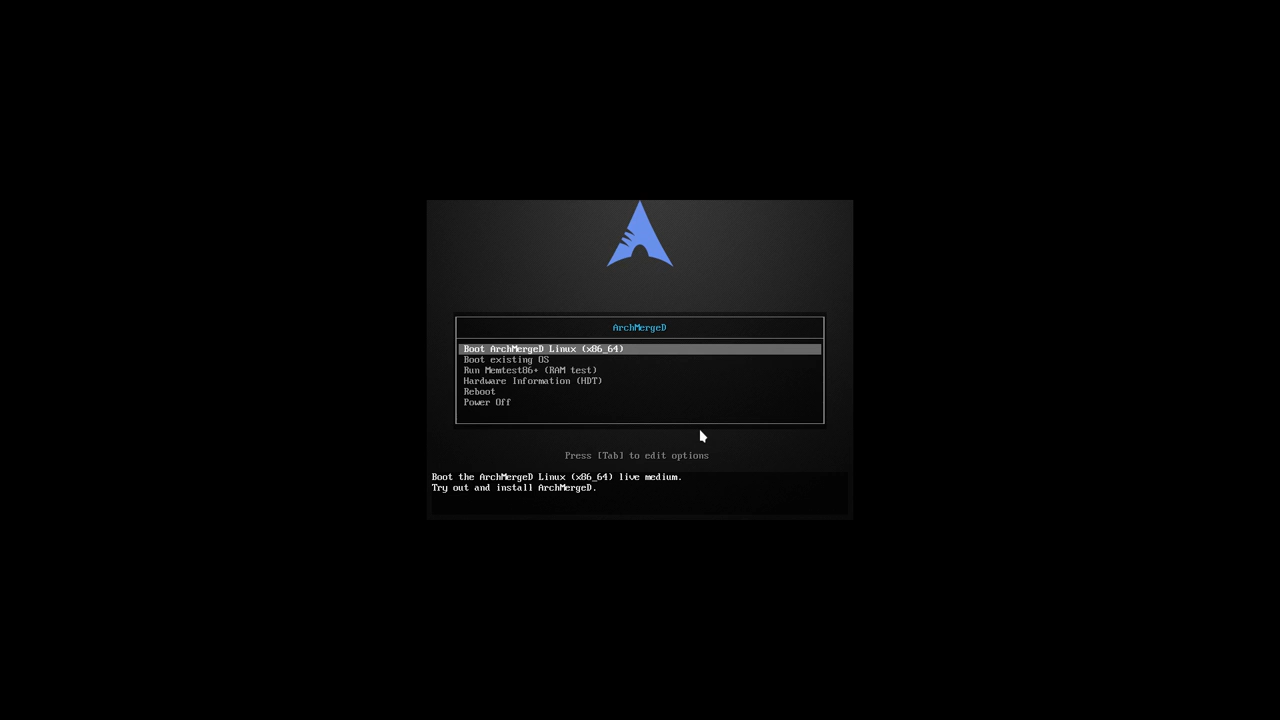 ArchMergeD
Boot ArchMergeD Linux (x86_64)
Boot existing OS
Run Memtest86+ (RAM test)
Hardware Information (HDT)
Reboot
Power Off
Press [Tab] to edit options
Boot the ArchMergeD Linux (x86_64) live medium.
Try out and install ArchMergeD.